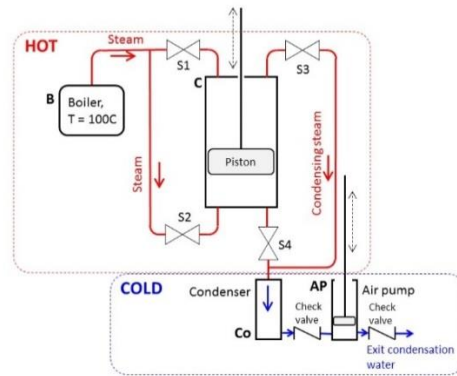 HOT
Steam
S1
S3
B
Boiler,
T = 100C
C
Piston
Steam
Condensing steam
S2
S4
COLD
Condenser
Co
AP
Air pump
Check
valve
Check
valve
Exit condensation
water